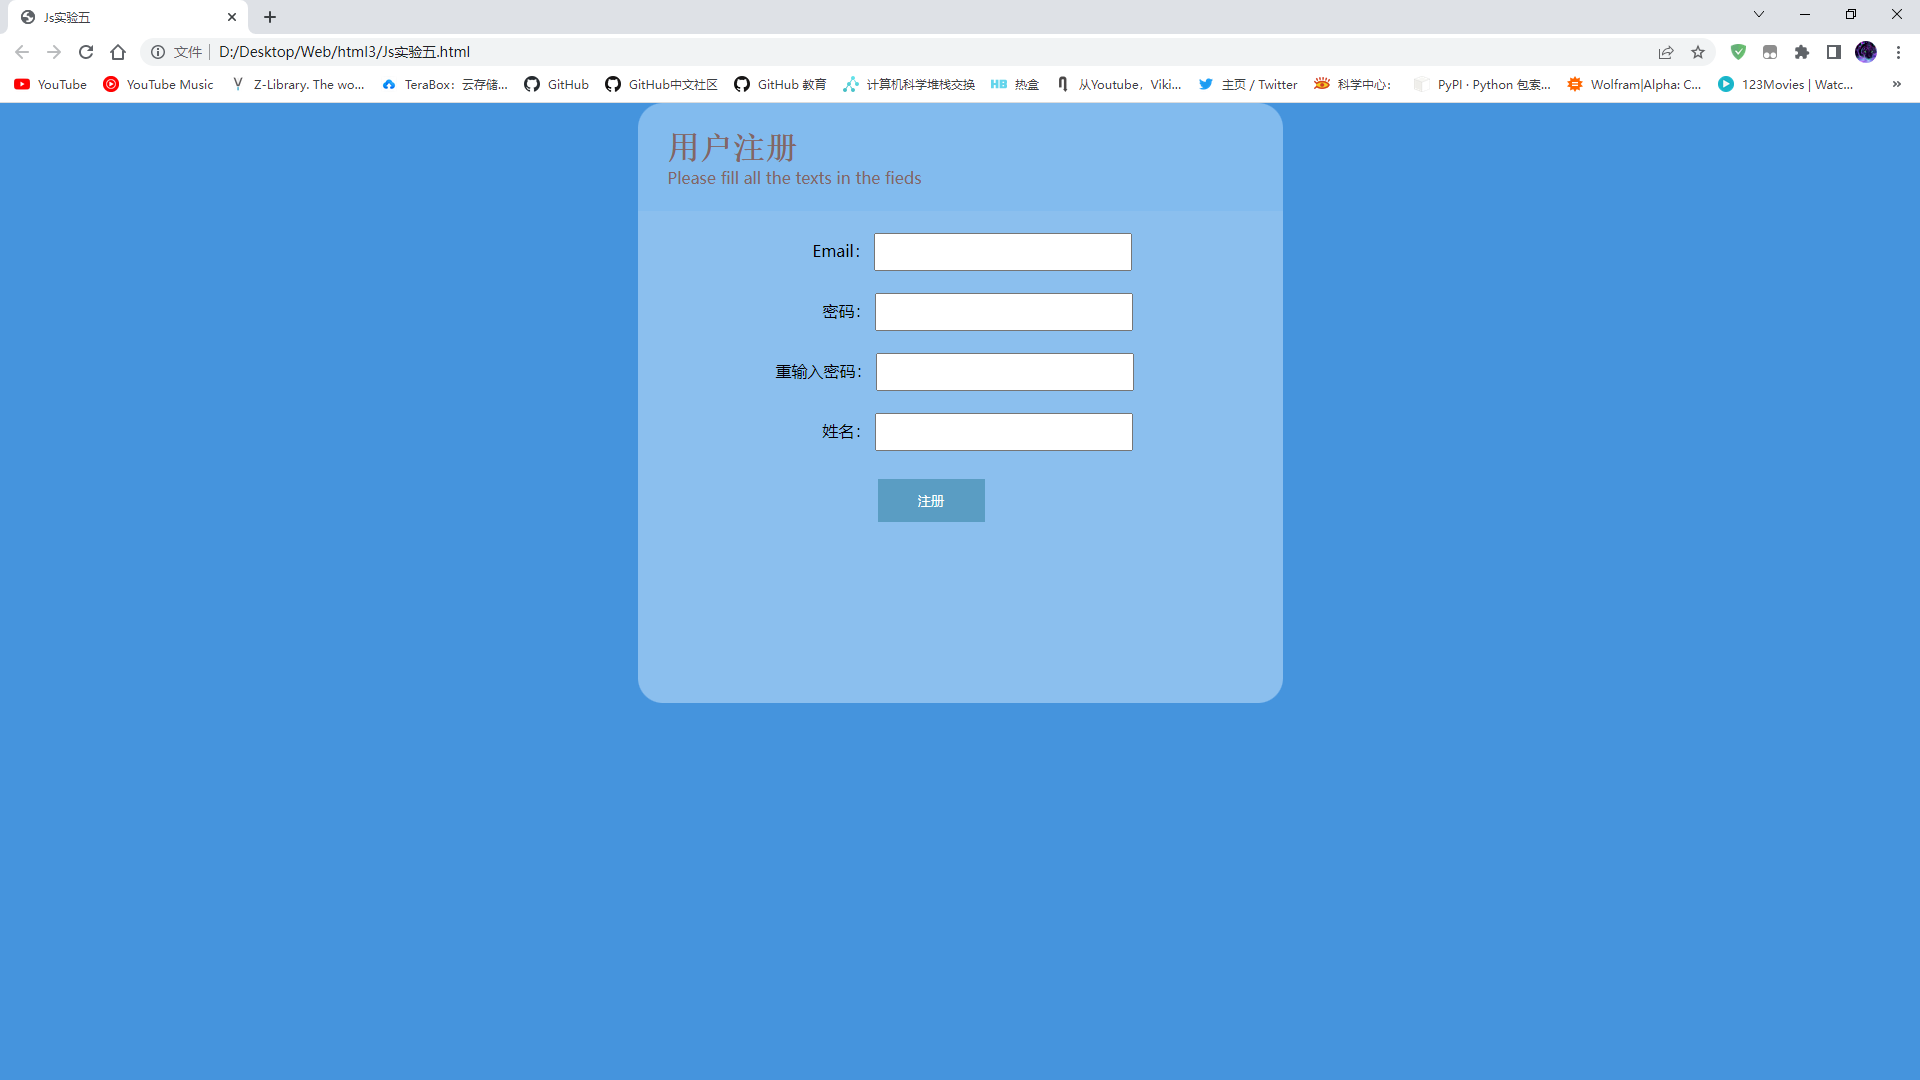 Js实验五
文件 D:/Desktop/Web/html3/Js实验五.html
YouTube YouTube Music Z-Library. The wo... TeraBox：云存储... GitHub GitHub中文社区 GitHub 教育 计算机科学堆栈交换 HB 热盒 从Youtube，Viki... 主页 / Twitter 科学中心： PyPI · Python 包索... Wolfram|Alpha: C... 123Movies | Watc... »
用户注册
Please fill all the texts in the fieds
Email：
密码：
重输入密码：
姓名：
注册